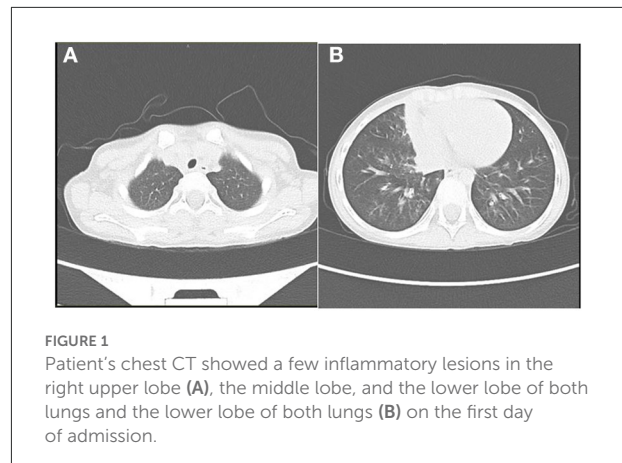 A
B
FIGURE 1
Patient's chest CT showed a few inflammatory lesions in the
right upper lobe (A), the middle lobe, and the lower lobe of both
lungs and the lower lobe of both lungs (B) on the first day
of admission.